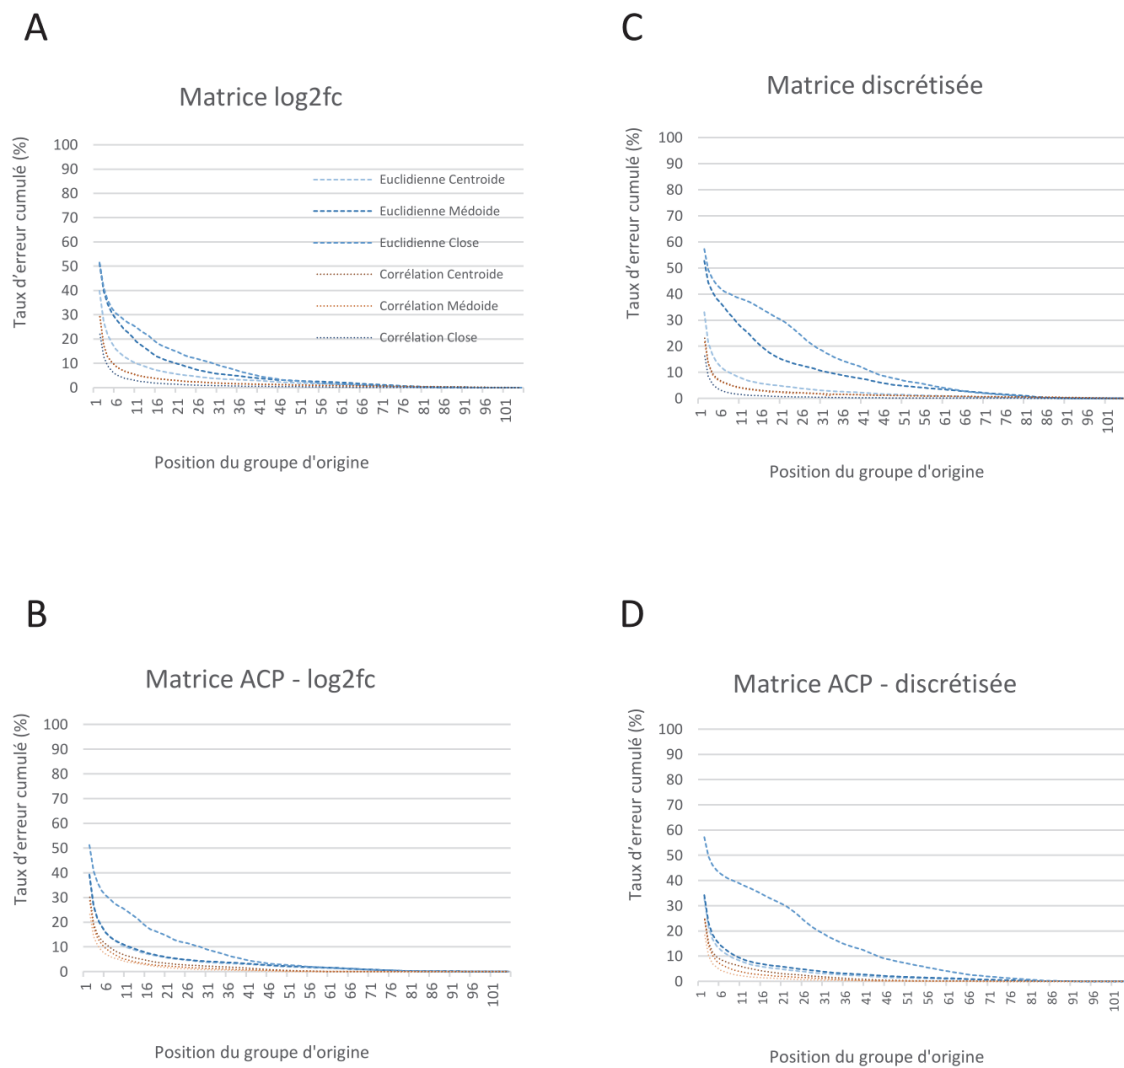 A
Matrice log2fc
Taux d'erreur cumulé (%)
100
90
80
70
60
50
40
30
20
10
0
Euclidienne Centroide
Euclidienne Médoide
Euclidienne Close
Corrélation Centroide
Corrélation Médoide
Corrélation Close
1 6 11 16 21 26 31 36 41 46 51 56 61 66 71 76 81 86 91 96 101
Position du groupe d'origine
C
Matrice discrétisée
Taux d'erreur cumulé (%)
100
90
80
70
60
50
40
30
20
10
0
1 6 11 16 21 26 31 36 41 46 51 56 61 66 71 76 81 86 91 96 101
Position du groupe d'origine
B
Matrice ACP - log2fc
Taux d'erreur cumulé (%)
100
90
80
70
60
50
40
30
20
10
0
1 6 11 16 21 26 31 36 41 46 51 56 61 66 71 76 81 86 91 96 101
Position du groupe d'origine
D
Matrice ACP - discrétisée
Taux d'erreur cumulé (%)
100
90
80
70
60
50
40
30
20
10
0
1 6 11 16 21 26 31 36 41 46 51 56 61 66 71 76 81 86 91 96 101
Position du groupe d'origine